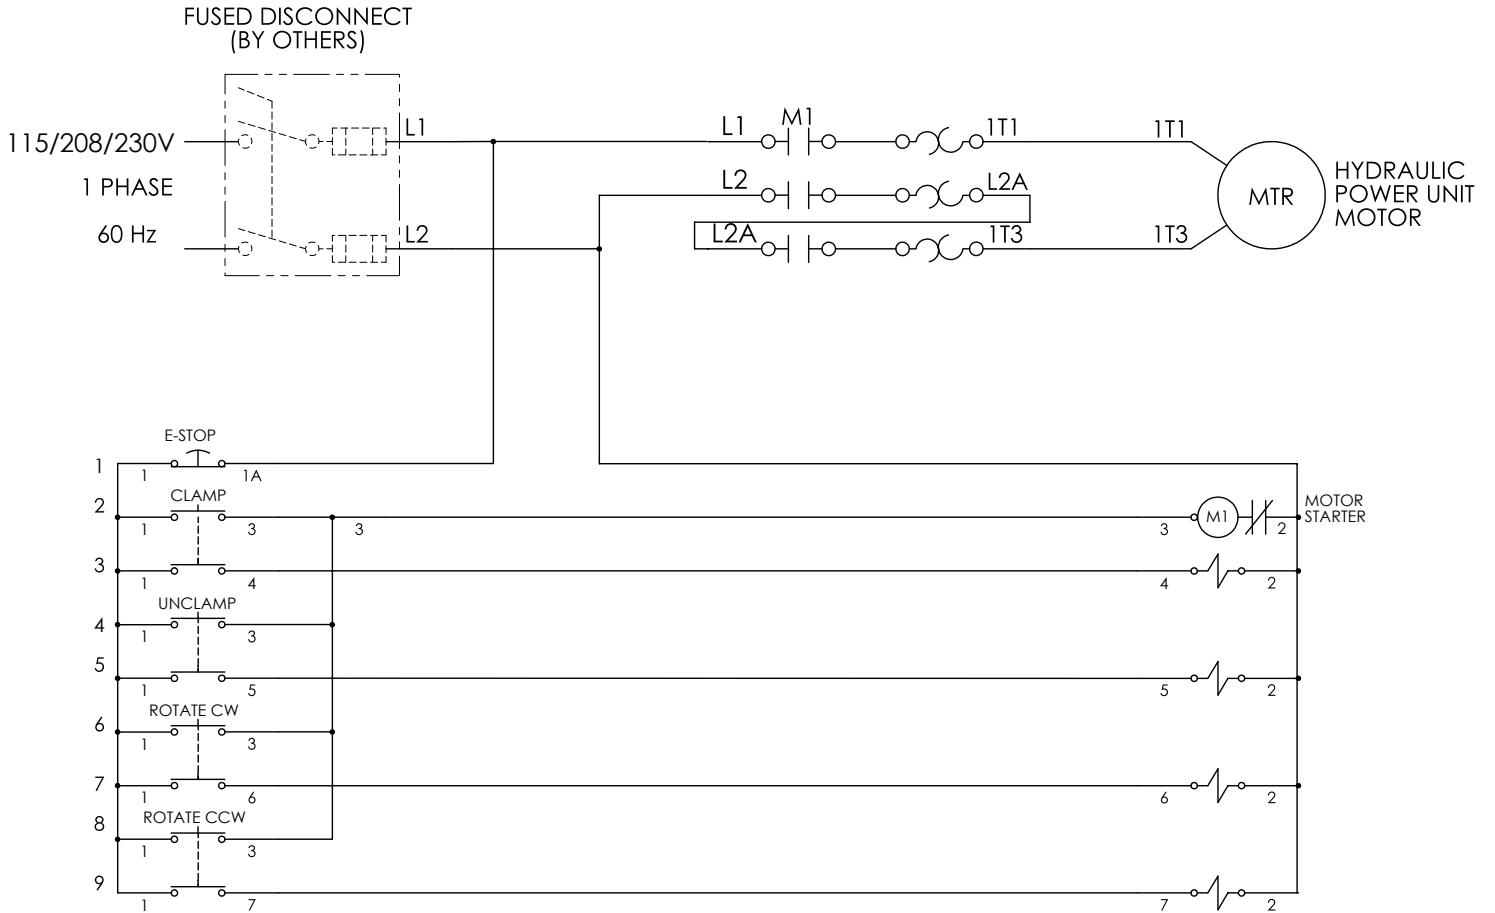 FUSED DISCONNECT
(BY OTHERS)
115/208/230V
1 PHASE
60 Hz
L1
L2
L1
M1
1T1
1T1
L2
L2A
L2A
1T3
1T3
MTR
HYDRAULIC
POWER UNIT
MOTOR
E-STOP
1
1
1A
CLAMP
2
1
3
3
3
M1
2
MOTOR
STARTER
3
1
4
4
2
UNCLAMP
4
1
3
5
1
5
5
2
ROTATE CW
6
1
3
7
1
6
6
2
ROTATE CCW
8
1
3
9
1
7
7
2